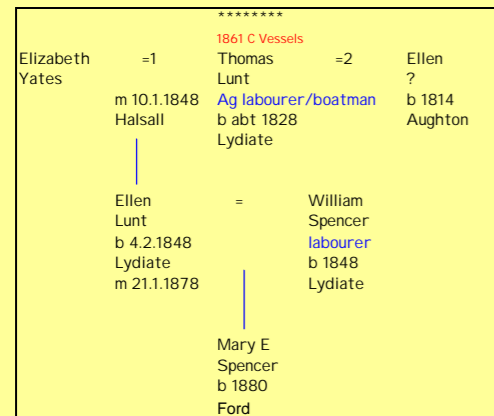 ********
1861 C Vessels
Elizabeth =1 Thomas =2 Ellen
Yates Lunt ?
m 10.1.1848 Ag labourer/boatman b 1814
Halsall b abt 1828 Aughton
Lydiate
Ellen = William
Lunt Spencer
b 4.2.1848 labourer
Lydiate b 1848
m 21.1.1878 Lydiate
Mary E
Spencer
b 1880
Ford